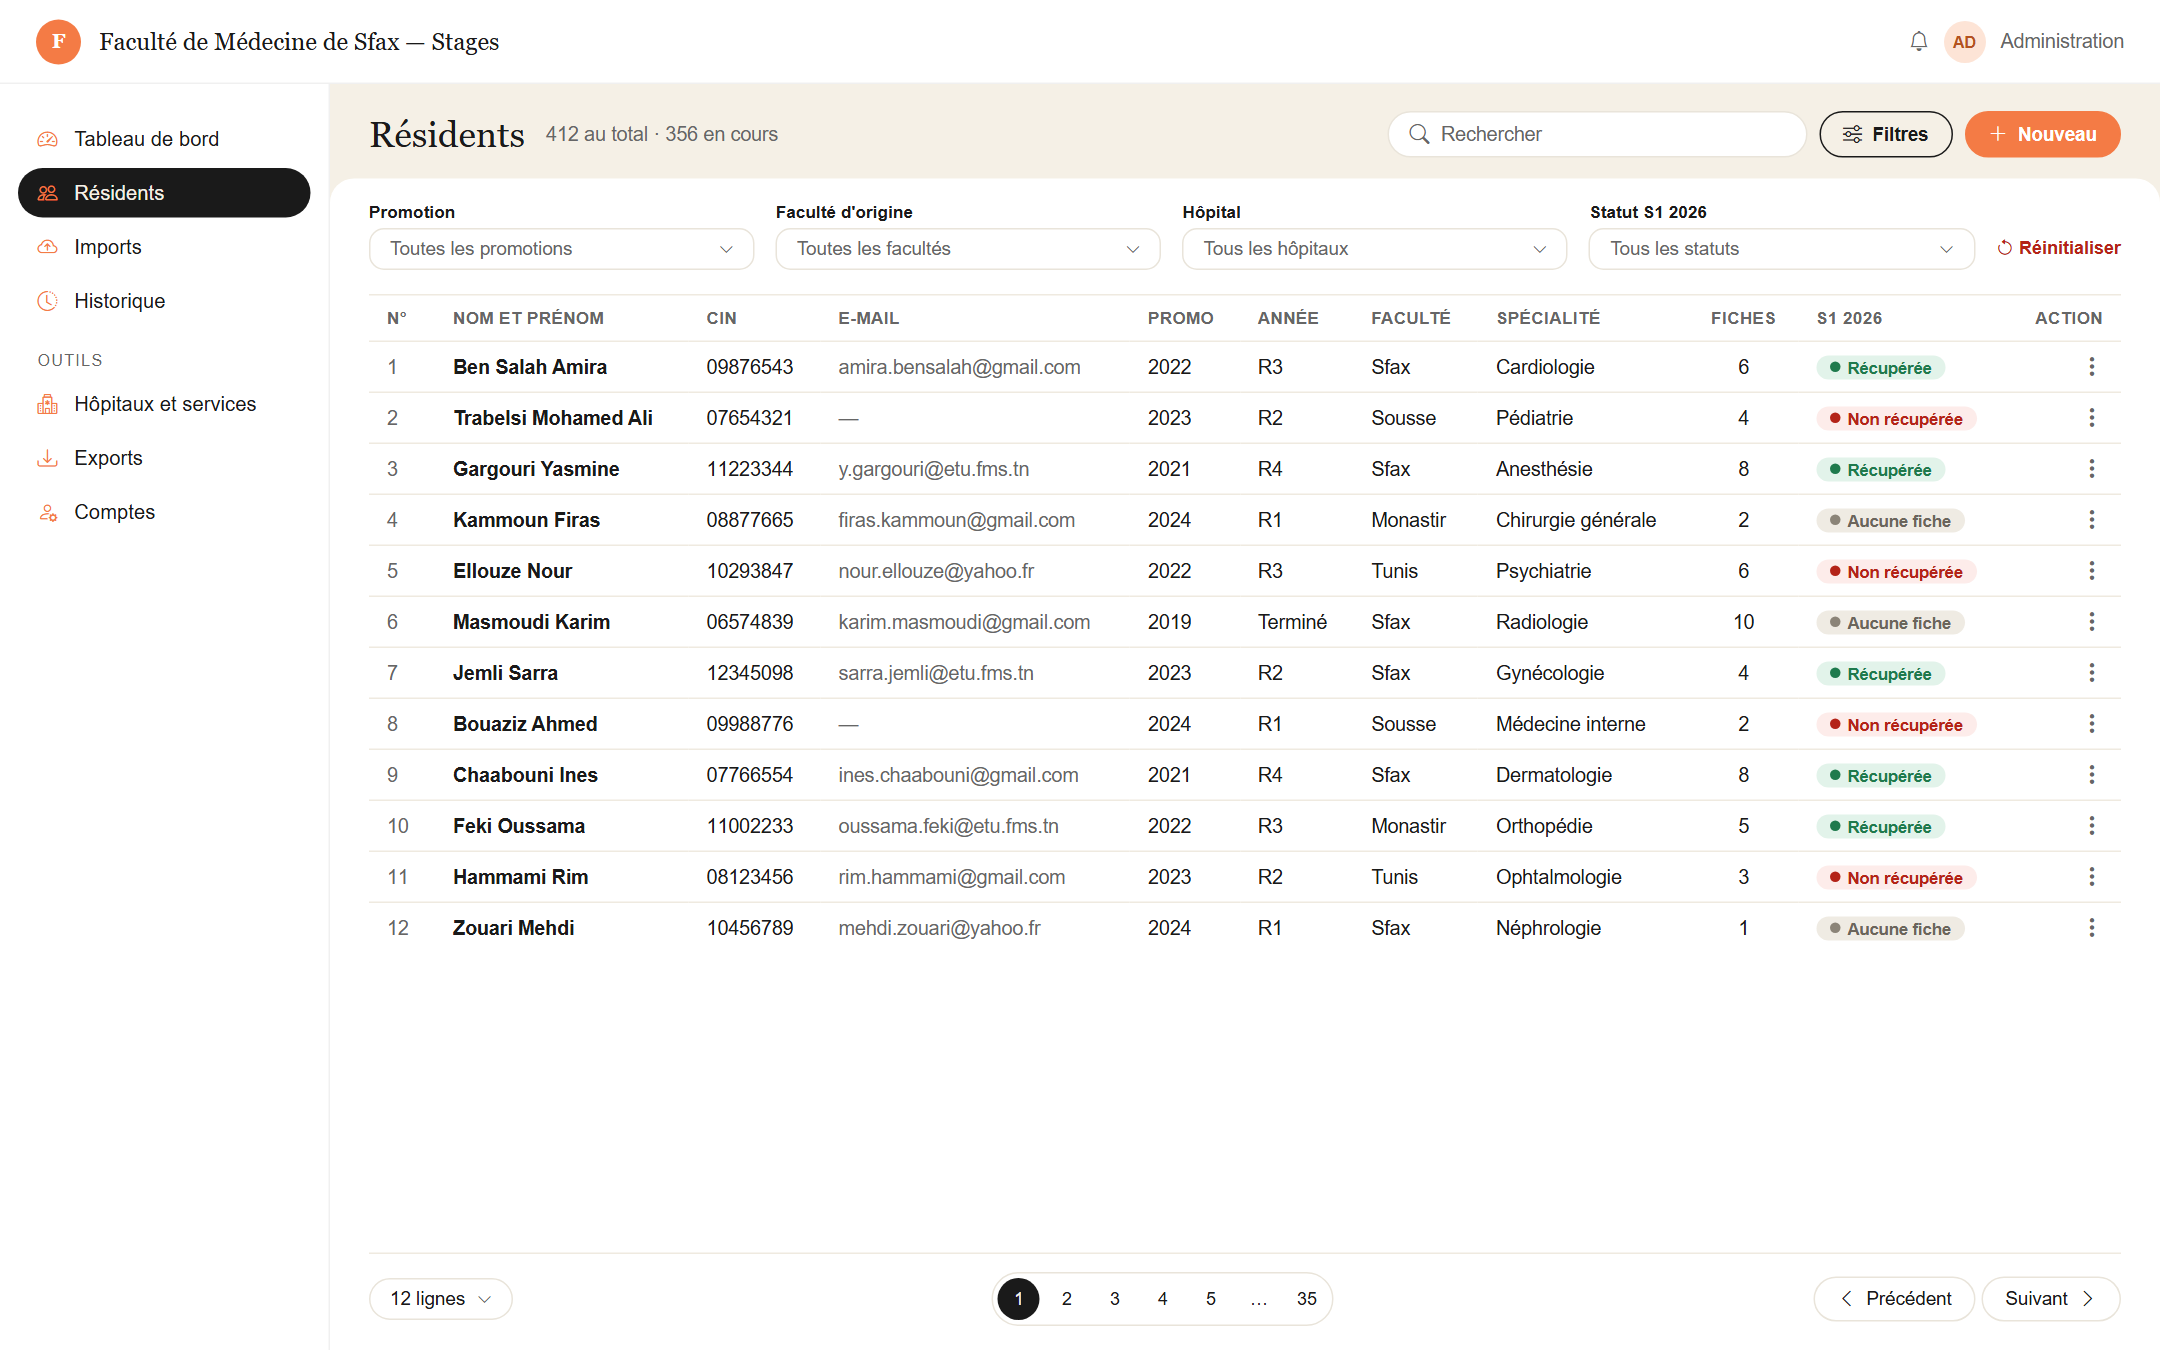 F Faculté de Médecine de Sfax — Stages
AD Administration
Tableau de bord
Résidents
Imports
Historique
OUTILS
Hôpitaux et services
Exports
Comptes
Résidents 412 au total · 356 en cours
Rechercher
Filtres
+ Nouveau
Promotion Faculté d'origine Hôpital Statut S1 2026
Toutes les promotions Toutes les facultés Tous les hôpitaux Tous les statuts Réinitialiser
N° NOM ET PRÉNOM CIN E-MAIL PROMO ANNÉE FACULTÉ SPÉCIALITÉ FICHES S1 2026 ACTION
1 Ben Salah Amira 09876543 amira.bensalah@gmail.com 2022 R3 Sfax Cardiologie 6 Récupérée
2 Trabelsi Mohamed Ali 07654321 — 2023 R2 Sousse Pédiatrie 4 Non récupérée
3 Gargouri Yasmine 11223344 y.gargouri@etu.fms.tn 2021 R4 Sfax Anesthésie 8 Récupérée
4 Kammoun Firas 08877665 firas.kammoun@gmail.com 2024 R1 Monastir Chirurgie générale 2 Aucune fiche
5 Ellouze Nour 10293847 nour.ellouze@yahoo.fr 2022 R3 Tunis Psychiatrie 6 Non récupérée
6 Masmoudi Karim 06574839 karim.masmoudi@gmail.com 2019 Terminé Sfax Radiologie 10 Aucune fiche
7 Jemli Sarra 12345098 sarra.jemli@etu.fms.tn 2023 R2 Sfax Gynécologie 4 Récupérée
8 Bouaziz Ahmed 09988776 — 2024 R1 Sousse Médecine interne 2 Non récupérée
9 Chaabouni Ines 07766554 ines.chaabouni@gmail.com 2021 R4 Sfax Dermatologie 8 Récupérée
10 Feki Oussama 11002233 oussama.feki@etu.fms.tn 2022 R3 Monastir Orthopédie 5 Récupérée
11 Hammami Rim 08123456 rim.hammami@gmail.com 2023 R2 Tunis Ophtalmologie 3 Non récupérée
12 Zouari Mehdi 10456789 mehdi.zouari@yahoo.fr 2024 R1 Sfax Néphrologie 1 Aucune fiche
12 lignes 1 2 3 4 5 … 35 Précédent Suivant